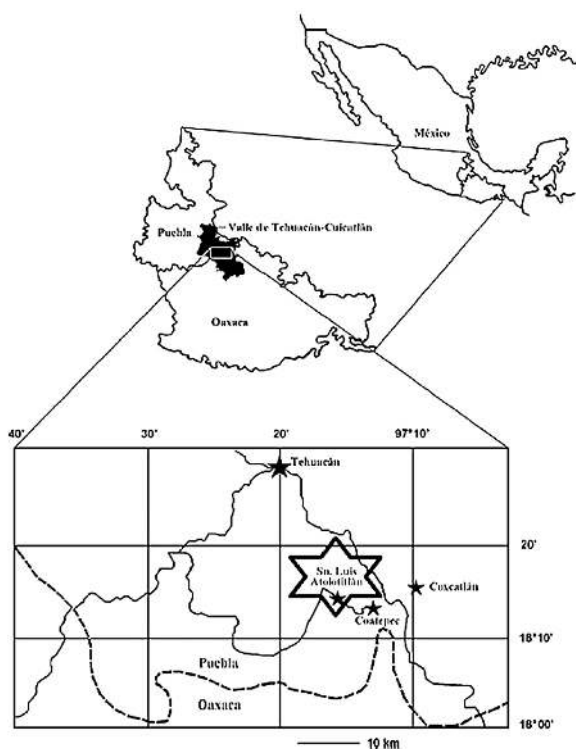 México
Puebla
Valle de Tehuacán-Cuicatlán
Oaxaca
40'
30'
20'
97°10'
Tehuacán
20'
Sn. Luis
Atolotitlán
Coxcatlán
Coatepec
18°10'
Puebla
Oaxaca
18°00'
10 km